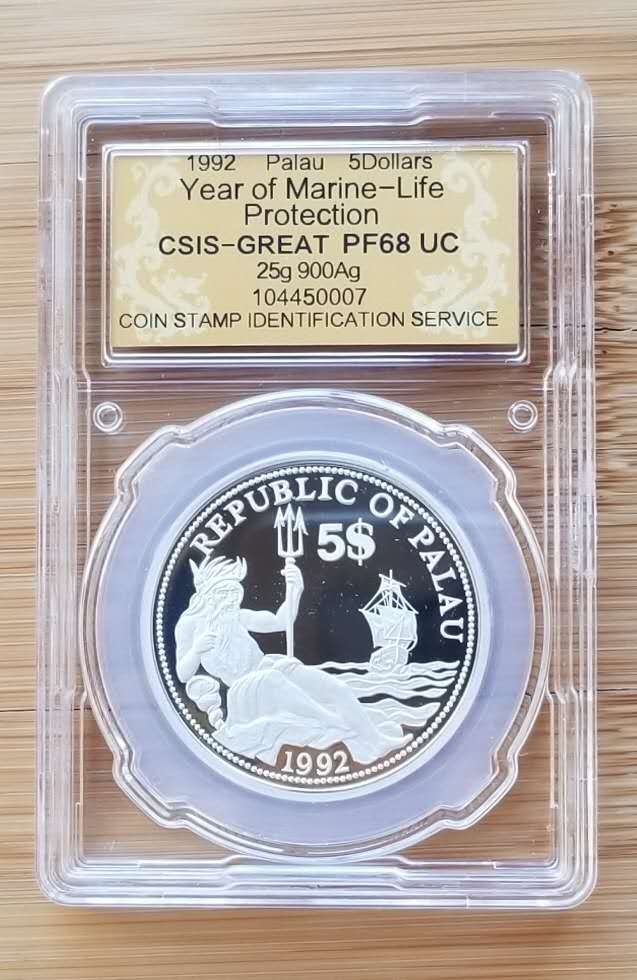 1992 Palau 5Dollars
Year of Marine-Life
Protection
CSIS-GREAT PF68 UC
25g 900Ag
104450007
COIN STAMP IDENTIFICATION SERVICE
REPUBLIC OF PALAU
5$
1992